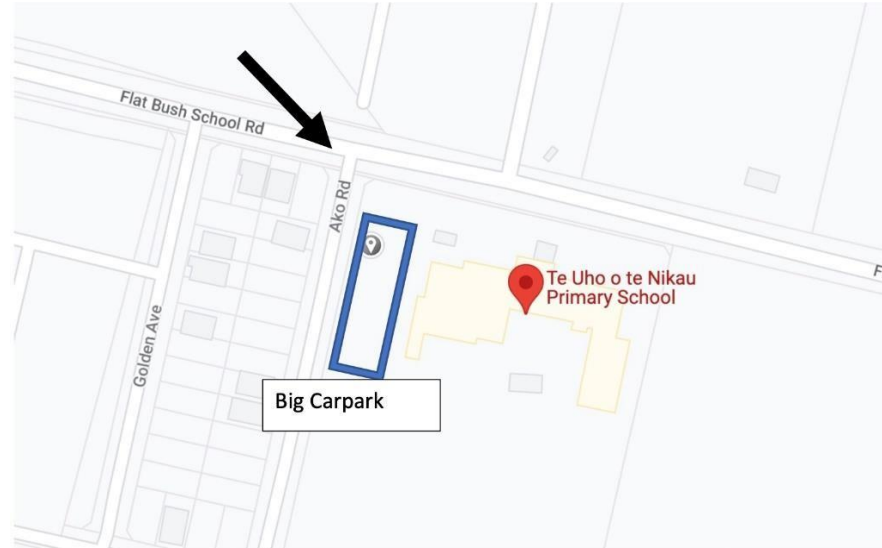 Flat Bush School Rd
Ako Rd
Te Uho o te Nikau
Primary School
F
Golden Ave
Big Carpark